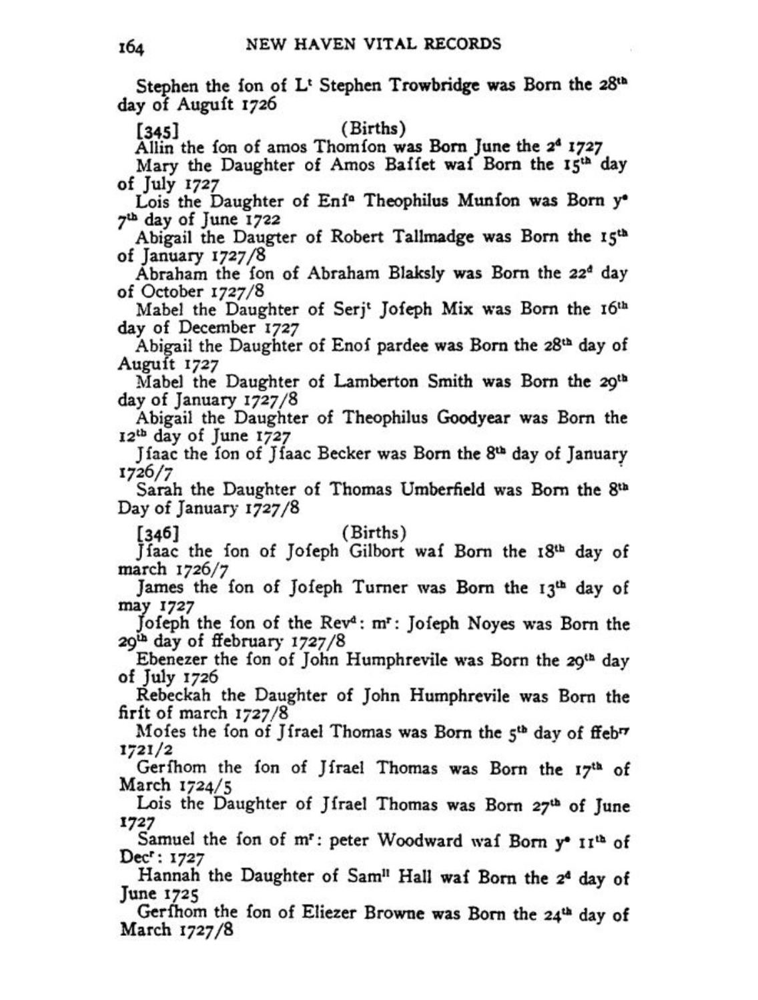 164 NEW HAVEN VITAL RECORDS
Stephen the ſon of Lᵗ Stephen Trowbridge was Born the 28ᵗʰ
day of Auguſt 1726
[345] (Births)
Allin the ſon of amos Thomſon was Born June the 2ᵈ 1727
Mary the Daughter of Amos Baſſet waſ Born the 15ᵗʰ day
of July 1727
Lois the Daughter of Enſⁿ Theophilus Munſon was Born yᵉ
7ᵗʰ day of June 1722
Abigail the Daugter of Robert Tallmadge was Born the 15ᵗʰ
of January 1727/8
Abraham the ſon of Abraham Blaksly was Born the 22ᵈ day
of October 1727/8
Mabel the Daughter of Serjᵗ Joſeph Mix was Born the 16ᵗʰ
day of December 1727
Abigail the Daughter of Enoſ pardee was Born the 28ᵗʰ day of
Auguſt 1727
Mabel the Daughter of Lamberton Smith was Born the 29ᵗʰ
day of January 1727/8
Abigail the Daughter of Theophilus Goodyear was Born the
12ᵗʰ day of June 1727
Jſaac the ſon of Jſaac Becker was Born the 8ᵗʰ day of January
1726/7
Sarah the Daughter of Thomas Umberfield was Born the 8ᵗʰ
Day of January 1727/8
[346] (Births)
Jſaac the ſon of Joſeph Gilbort waſ Born the 18ᵗʰ day of
march 1726/7
James the ſon of Joſeph Turner was Born the 13ᵗʰ day of
may 1727
Joſeph the ſon of the Revᵈ: mʳ: Joſeph Noyes was Born the
29ᵗʰ day of ffebruary 1727/8
Ebenezer the ſon of John Humphrevile was Born the 29ᵗʰ day
of July 1726
Rebeckah the Daughter of John Humphrevile was Born the
firſt of march 1727/8
Moſes the ſon of Jſrael Thomas was Born the 5ᵗʰ day of ffebʳʸ
1721/2
Gerſhom the ſon of Jſrael Thomas was Born the 17ᵗʰ of
March 1724/5
Lois the Daughter of Jſrael Thomas was Born 27ᵗʰ of June
1727
Samuel the ſon of mʳ: peter Woodward waſ Born yᵉ 11ᵗʰ of
Decʳ: 1727
Hannah the Daughter of Samˡˡ Hall waſ Born the 2ᵈ day of
June 1725
Gerſhom the ſon of Eliezer Browne was Born the 24ᵗʰ day of
March 1727/8